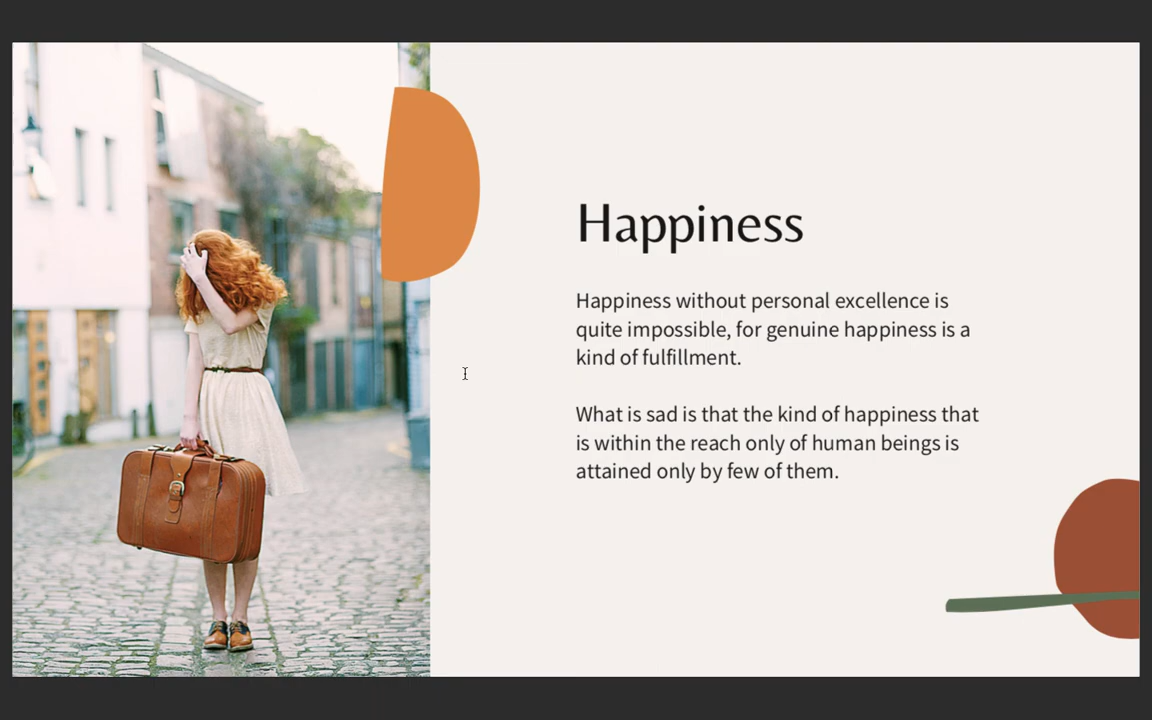 Happiness
Happiness without personal excellence is
quite impossible, for genuine happiness is a
kind of fulfillment.
What is sad is that the kind of happiness that
is within the reach only of human beings is
attained only by few of them.